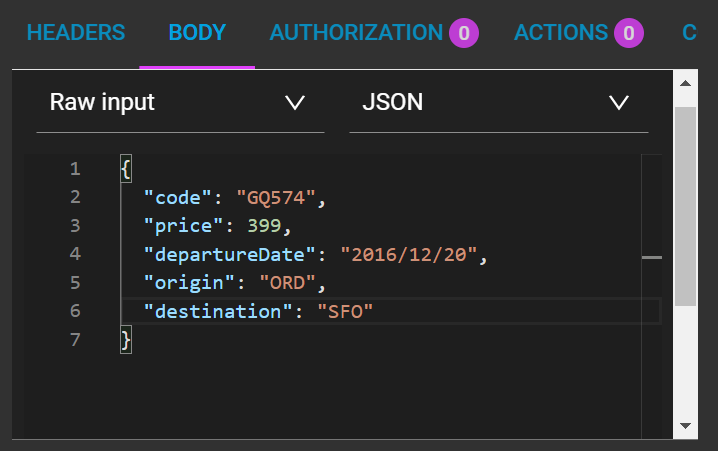 HEADERS BODY AUTHORIZATION 0 ACTIONS 0 C
Raw input JSON
1 {
2 "code": "GQ574",
3 "price": 399,
4 "departureDate": "2016/12/20",
5 "origin": "ORD",
6 "destination": "SFO"
7 }